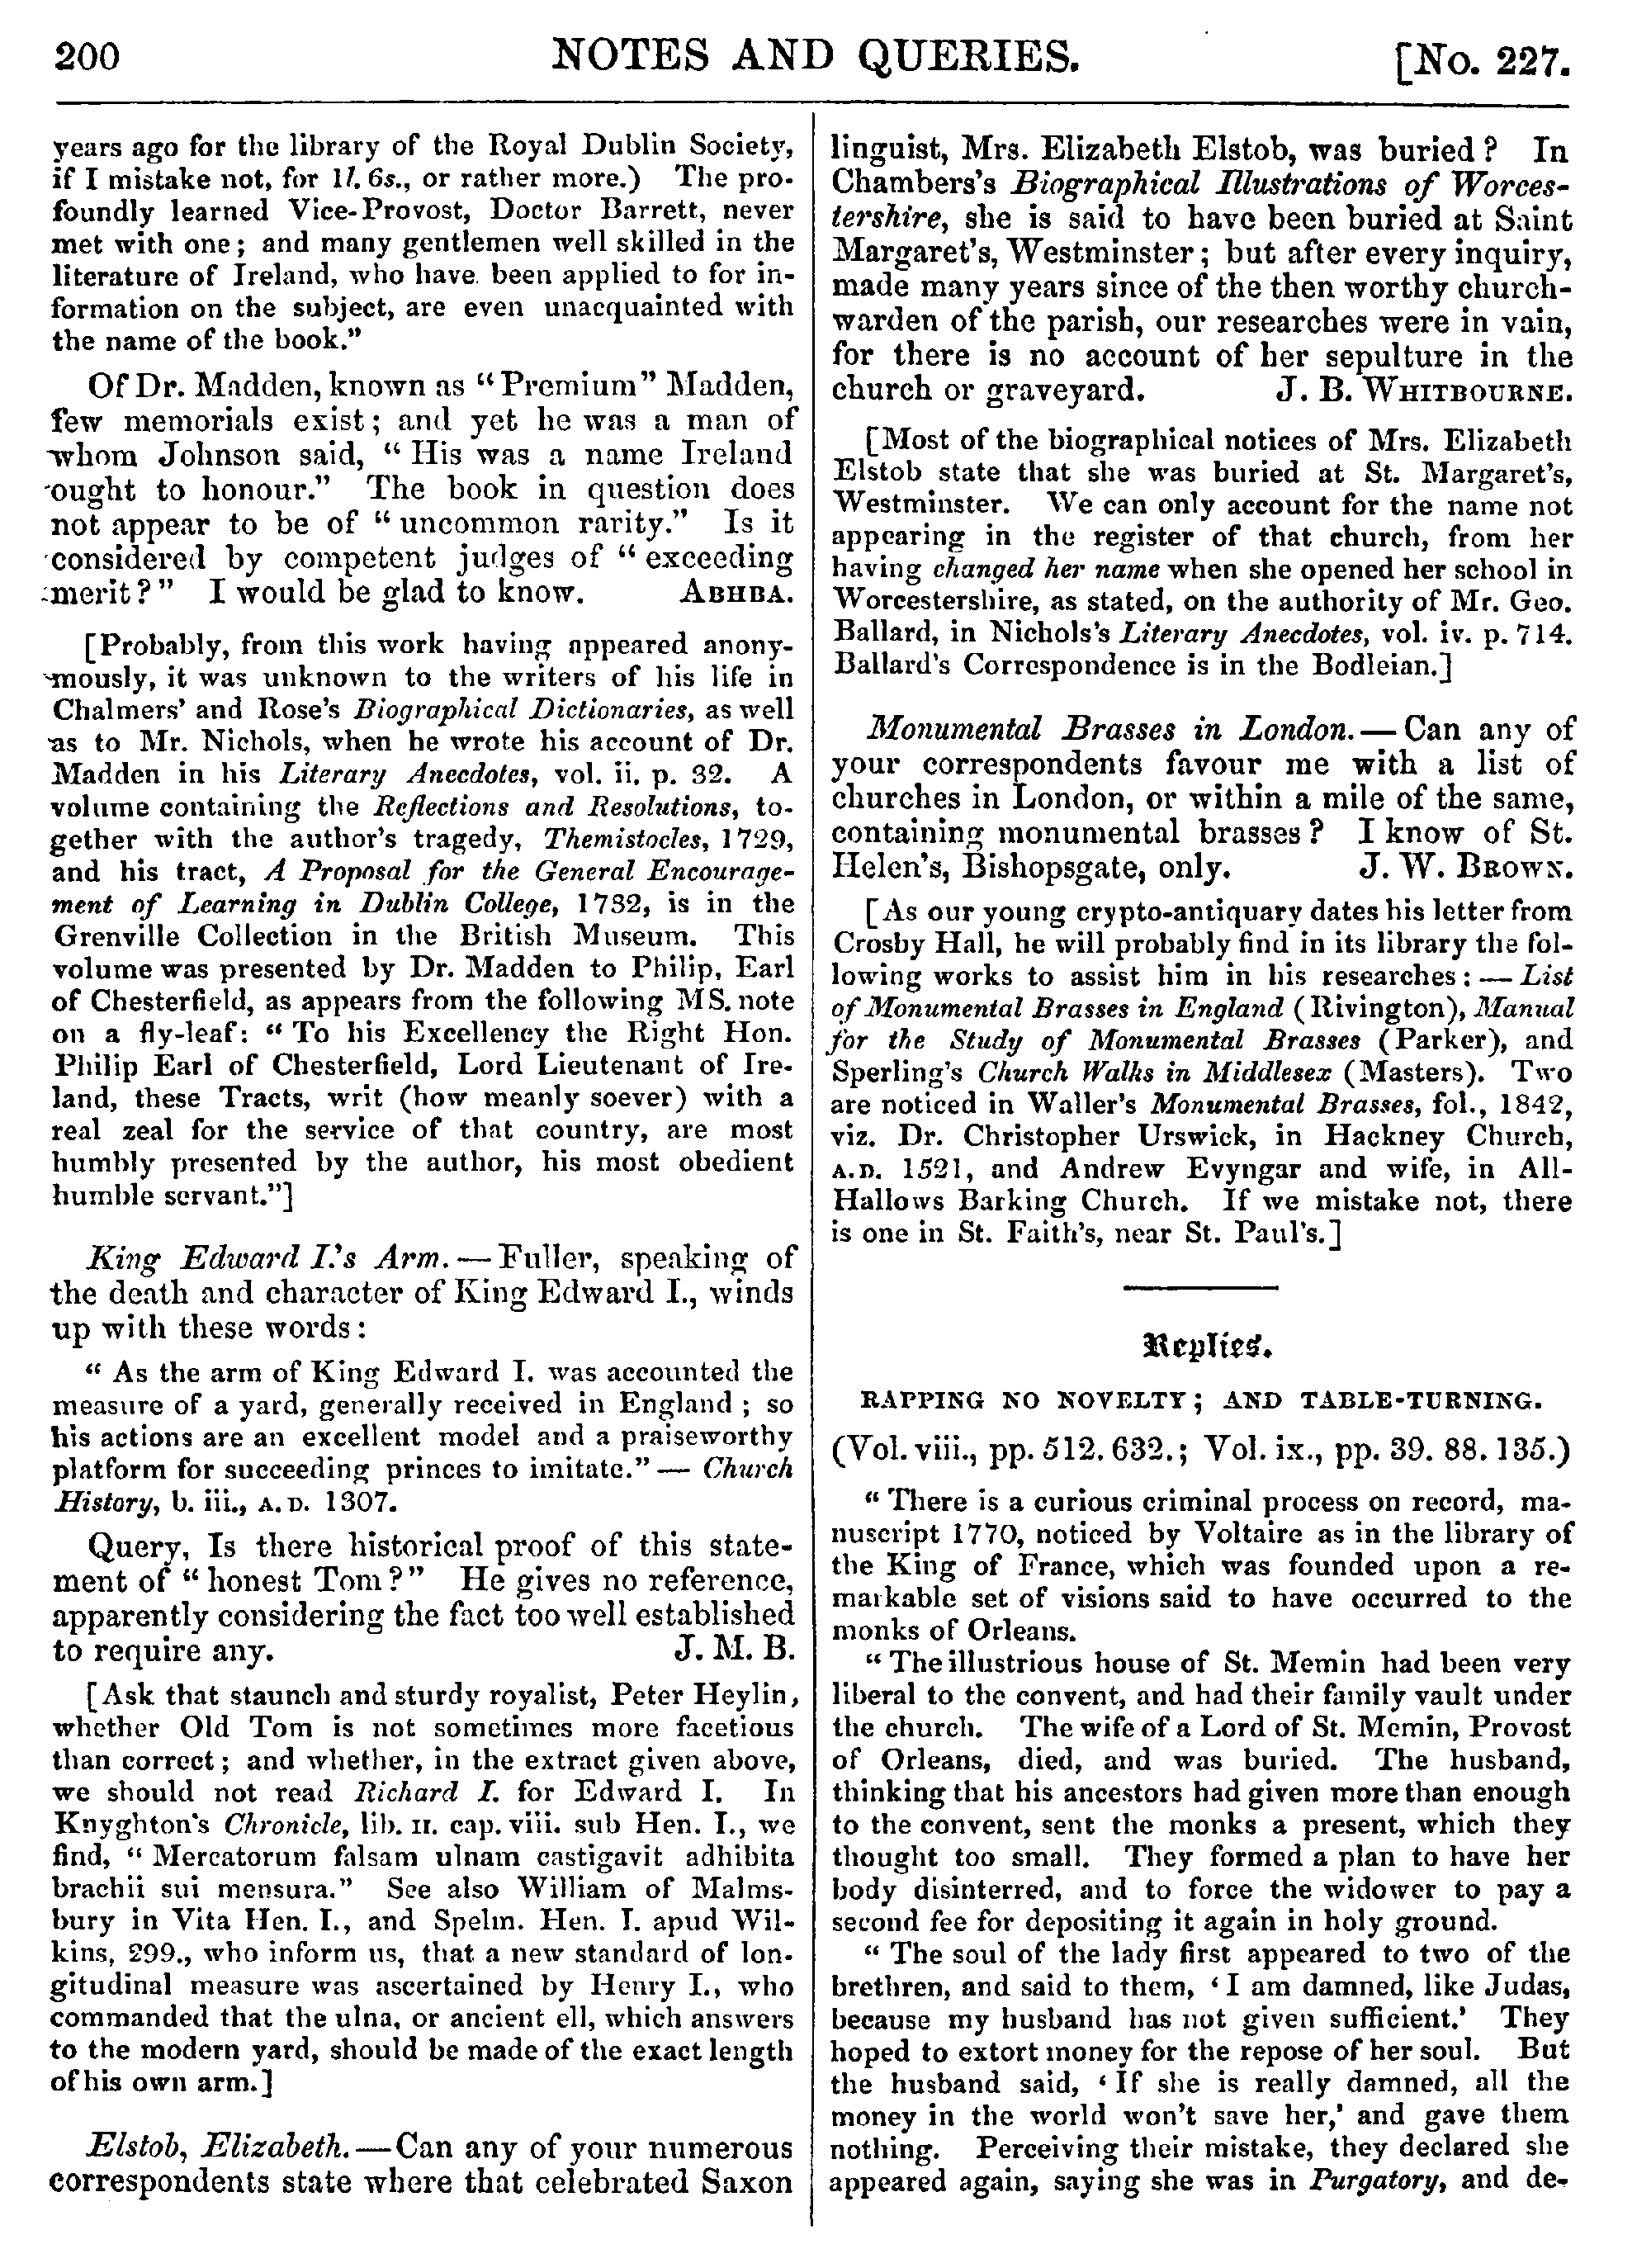 200 NOTES AND QUERIES. [No. 227.
years ago for the library of the Royal Dublin Society,
if I mistake not, for 1l. 6s., or rather more.) The pro-
foundly learned Vice-Provost, Doctor Barrett, never
met with one; and many gentlemen well skilled in the
literature of Ireland, who have been applied to for in-
formation on the subject, are even unacquainted with
the name of the book."
Of Dr. Madden, known as "Premium" Madden,
few memorials exist; and yet he was a man of
whom Johnson said, "His was a name Ireland
ought to honour." The book in question does
not appear to be of "uncommon rarity." Is it
considered by competent judges of "exceeding
merit?" I would be glad to know. ABHBA.
[Probably, from this work having appeared anony-
mously, it was unknown to the writers of his life in
Chalmers' and Rose's Biographical Dictionaries, as well
as to Mr. Nichols, when he wrote his account of Dr.
Madden in his Literary Anecdotes, vol. ii. p. 32. A
volume containing the Reflections and Resolutions, to-
gether with the author's tragedy, Themistocles, 1729,
and his tract, A Proposal for the General Encourage-
ment of Learning in Dublin College, 1732, is in the
Grenville Collection in the British Museum. This
volume was presented by Dr. Madden to Philip, Earl
of Chesterfield, as appears from the following MS. note
on a fly-leaf: "To his Excellency the Right Hon.
Philip Earl of Chesterfield, Lord Lieutenant of Ire-
land, these Tracts, writ (how meanly soever) with a
real zeal for the service of that country, are most
humbly presented by the author, his most obedient
humble servant."]
King Edward I.'s Arm.—Fuller, speaking of
the death and character of King Edward I., winds
up with these words:
"As the arm of King Edward I. was accounted the
measure of a yard, generally received in England; so
his actions are an excellent model and a praiseworthy
platform for succeeding princes to imitate."—Church
History, b. iii., A.D. 1307.
Query, Is there historical proof of this state-
ment of "honest Tom?" He gives no reference,
apparently considering the fact too well established
to require any. J. M. B.
[Ask that staunch and sturdy royalist, Peter Heylin,
whether Old Tom is not sometimes more facetious
than correct; and whether, in the extract given above,
we should not read Richard I. for Edward I. In
Knyghton's Chronicle, lib. II. cap. viii. sub Hen. I., we
find, "Mercatorum falsam ulnam castigavit adhibita
brachii sui mensura." See also William of Malms-
bury in Vita Hen. I., and Spelm. Hen. I. apud Wil-
kins, 299., who inform us, that a new standard of lon-
gitudinal measure was ascertained by Henry I., who
commanded that the ulna, or ancient ell, which answers
to the modern yard, should be made of the exact length
of his own arm.]
Elstob, Elizabeth.—Can any of your numerous
correspondents state where that celebrated Saxon
linguist, Mrs. Elizabeth Elstob, was buried? In
Chambers's Biographical Illustrations of Worces-
tershire, she is said to have been buried at Saint
Margaret's, Westminster; but after every inquiry,
made many years since of the then worthy church-
warden of the parish, our researches were in vain,
for there is no account of her sepulture in the
church or graveyard. J. B. WHITBOURNE.
[Most of the biographical notices of Mrs. Elizabeth
Elstob state that she was buried at St. Margaret's,
Westminster. We can only account for the name not
appearing in the register of that church, from her
having changed her name when she opened her school in
Worcestershire, as stated, on the authority of Mr. Geo.
Ballard, in Nichols's Literary Anecdotes, vol. iv. p. 714.
Ballard's Correspondence is in the Bodleian.]
Monumental Brasses in London.—Can any of
your correspondents favour me with a list of
churches in London, or within a mile of the same,
containing monumental brasses? I know of St.
Helen's, Bishopsgate, only. J. W. BROWN.
[As our young crypto-antiquary dates his letter from
Crosby Hall, he will probably find in its library the fol-
lowing works to assist him in his researches:—List
of Monumental Brasses in England (Rivington), Manual
for the Study of Monumental Brasses (Parker), and
Sperling's Church Walks in Middlesex (Masters). Two
are noticed in Waller's Monumental Brasses, fol., 1842,
viz. Dr. Christopher Urswick, in Hackney Church,
A.D. 1521, and Andrew Evyngar and wife, in All-
Hallows Barking Church. If we mistake not, there
is one in St. Faith's, near St. Paul's.]
Replies.
RAPPING NO NOVELTY; AND TABLE-TURNING.
(Vol. viii., pp. 512. 632.; Vol. ix., pp. 39. 88. 135.)
"There is a curious criminal process on record, ma-
nuscript 1770, noticed by Voltaire as in the library of
the King of France, which was founded upon a re-
markable set of visions said to have occurred to the
monks of Orleans.
"The illustrious house of St. Memin had been very
liberal to the convent, and had their family vault under
the church. The wife of a Lord of St. Memin, Provost
of Orleans, died, and was buried. The husband,
thinking that his ancestors had given more than enough
to the convent, sent the monks a present, which they
thought too small. They formed a plan to have her
body disinterred, and to force the widower to pay a
second fee for depositing it again in holy ground.
"The soul of the lady first appeared to two of the
brethren, and said to them, 'I am damned, like Judas,
because my husband has not given sufficient.' They
hoped to extort money for the repose of her soul. But
the husband said, 'If she is really damned, all the
money in the world won't save her,' and gave them
nothing. Perceiving their mistake, they declared she
appeared again, saying she was in Purgatory, and de-